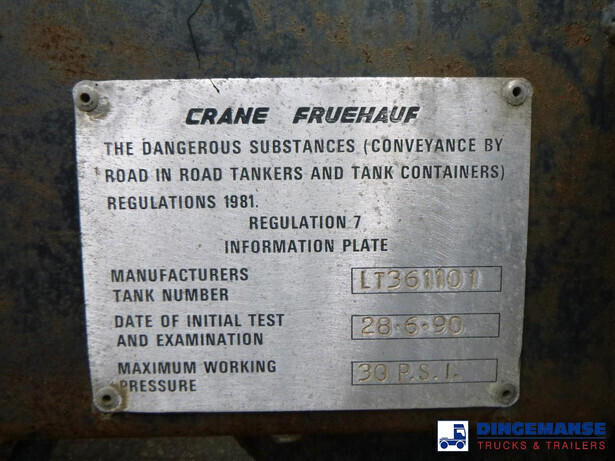 CRANE FRUEHAUF
THE DANGEROUS SUBSTANCES (CONVEYANCE BY
ROAD IN ROAD TANKERS AND TANK CONTAINERS)
REGULATIONS 1981.
REGULATION 7
INFORMATION PLATE
MANUFACTURERS
TANK NUMBER
LT361101
DATE OF INITIAL TEST
AND EXAMINATION
28·6·90
MAXIMUM WORKING
PRESSURE
30 P.S.I.
DINGEMANSE
TRUCKS & TRAILERS